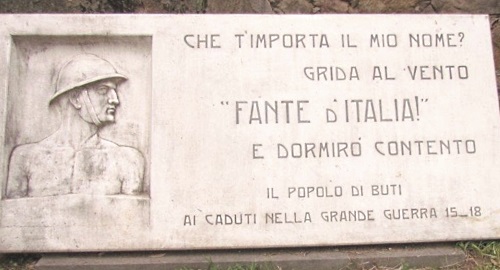 CHE T'IMPORTA IL MIO NOME?
GRIDA AL VENTO
"FANTE d'ITALIA!"
E DORMIRÒ CONTENTO
IL POPOLO DI BUTI
AI CADUTI NELLA GRANDE GUERRA 15_18